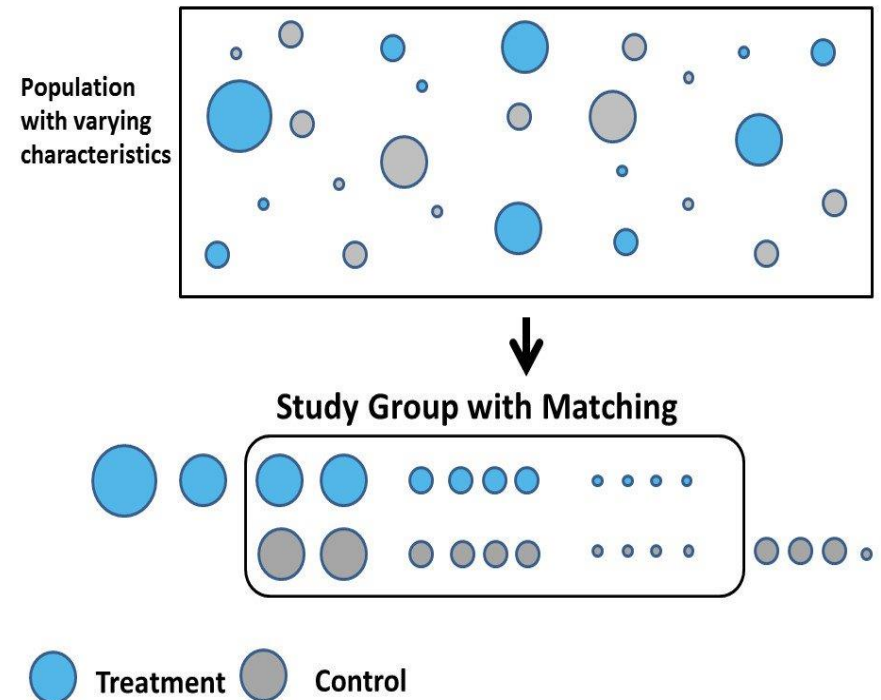 Population
with varying
characteristics
Study Group with Matching
Treatment Control